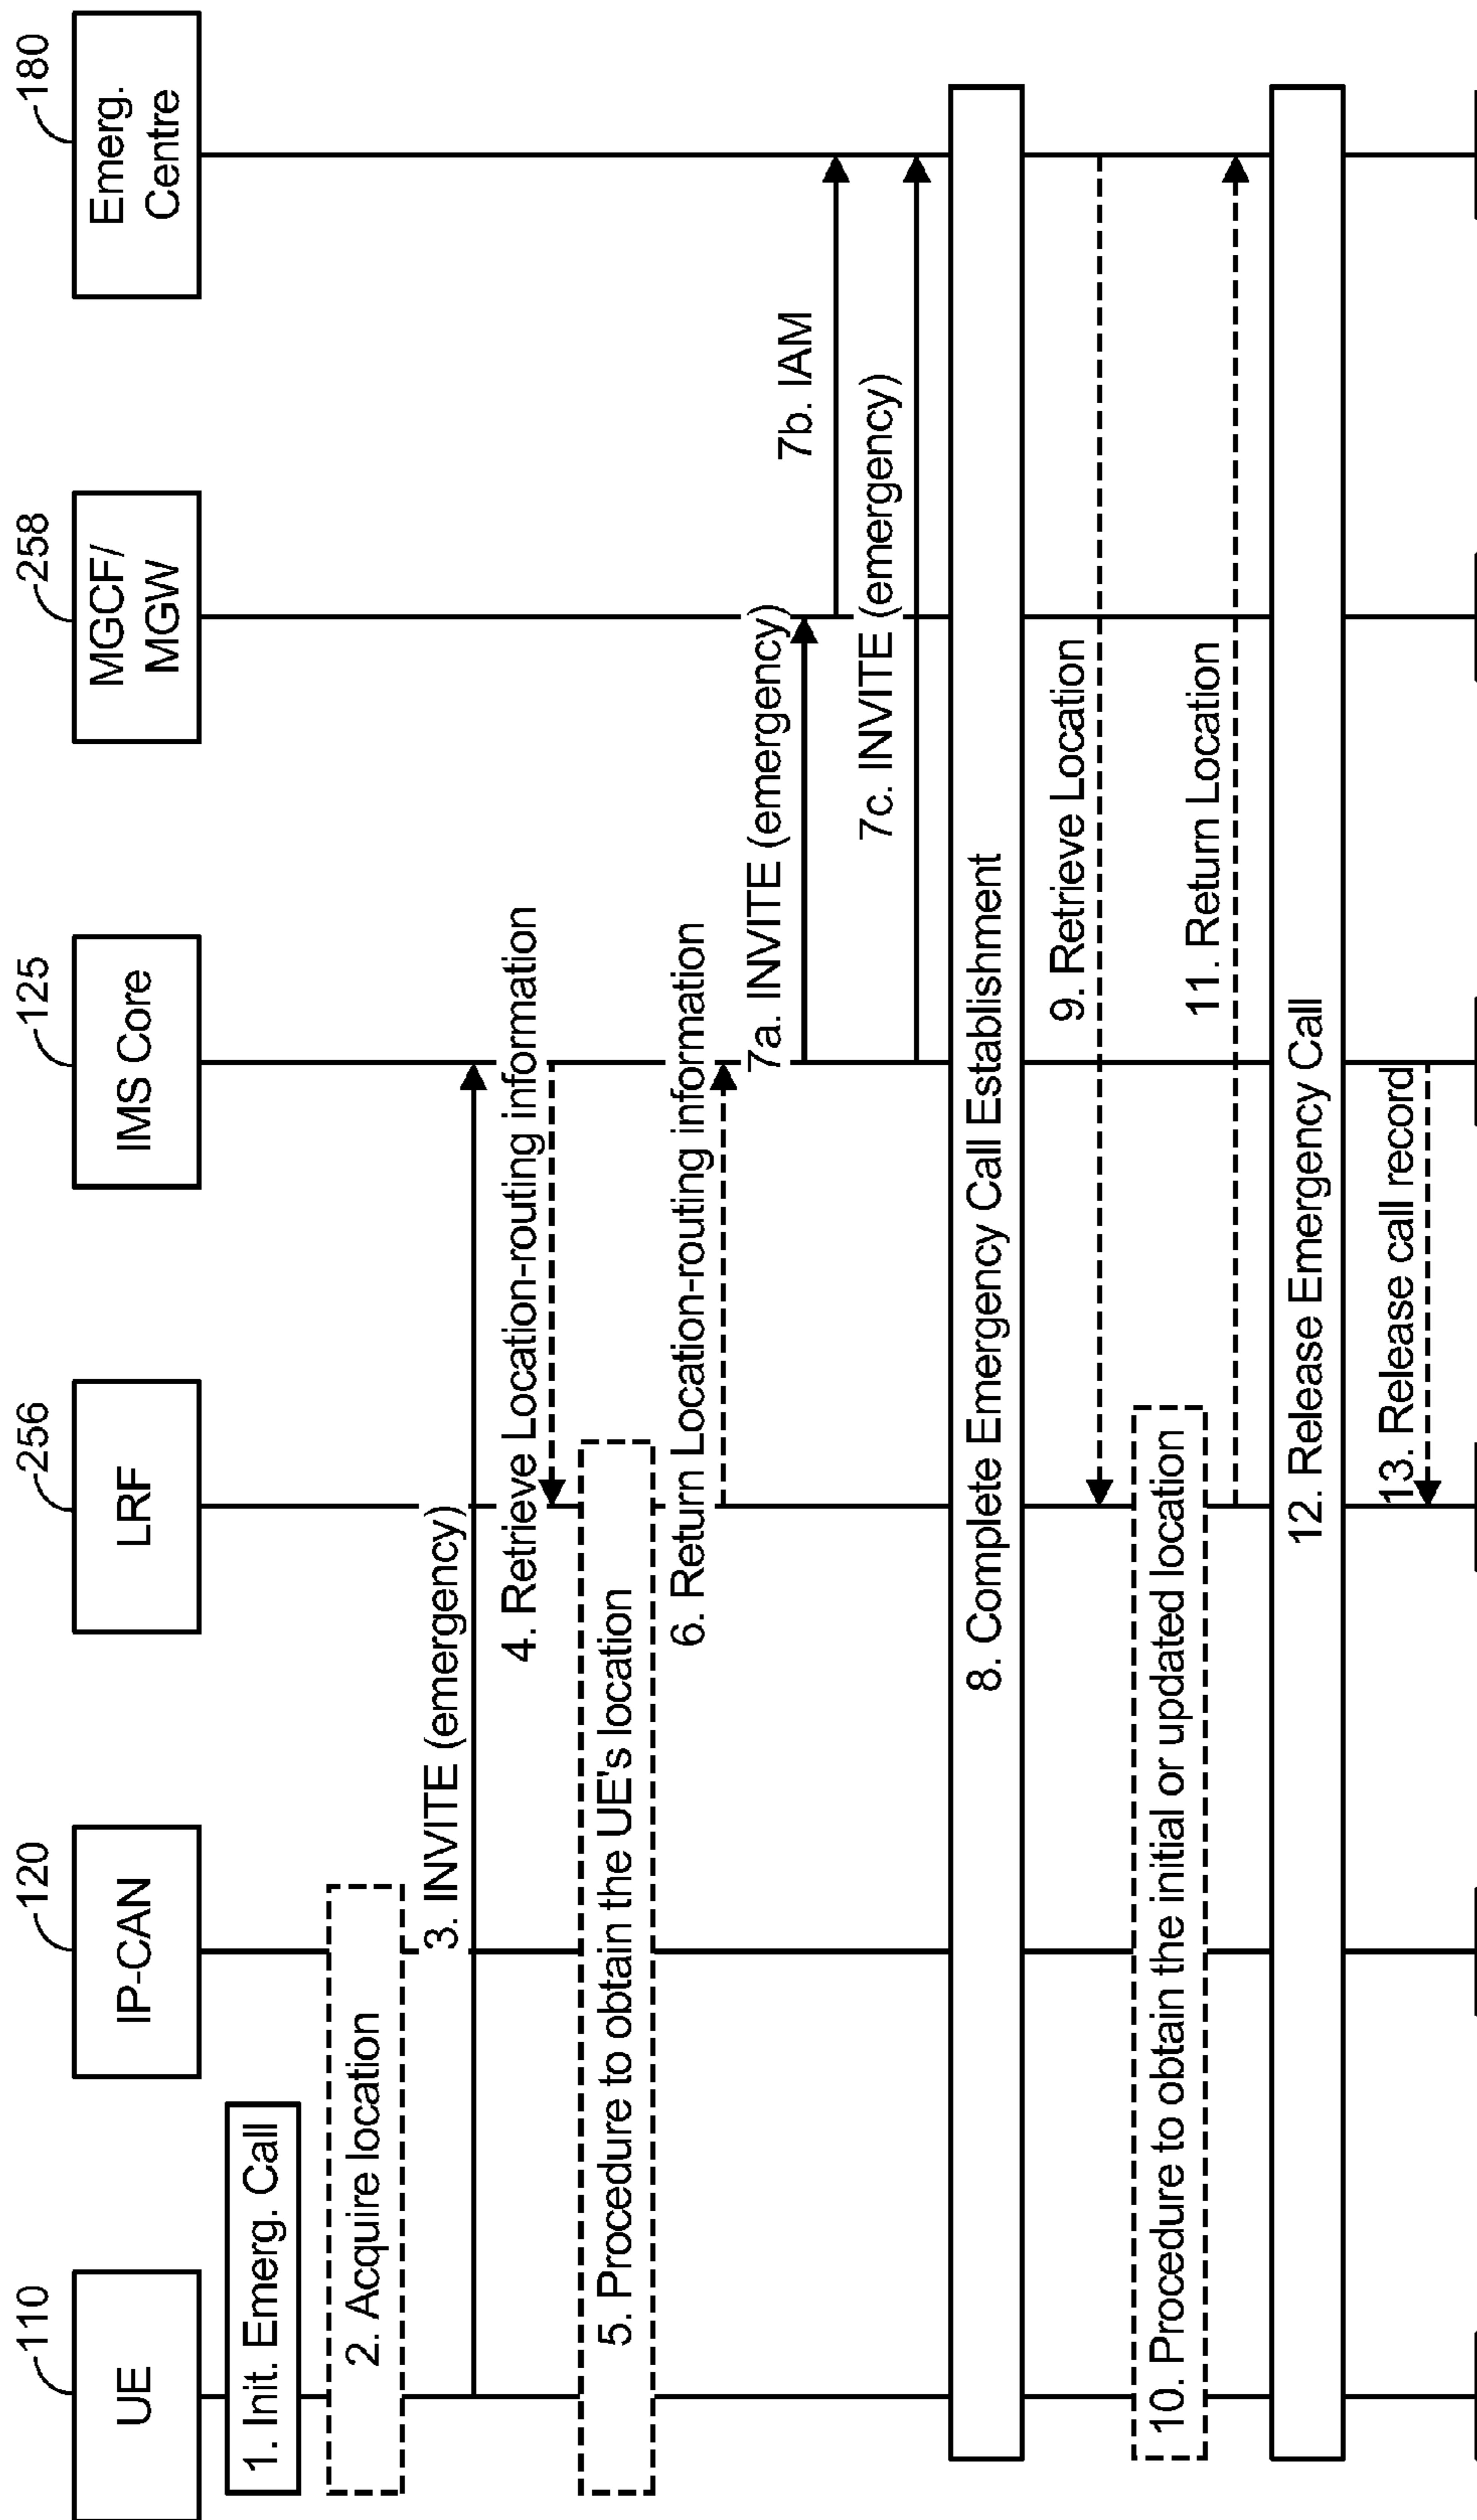 110
120
256
125
258
180
UE
IP-CAN
LRF
IMS Core
MGCF/
MGW
Emerg.
Centre
1. Init. Emerg. Call
2. Acquire location
3. INVITE (emergency)
4. Retrieve Location-routing information
5. Procedure to obtain the UE's location
6. Return Location-routing information
7a. INVITE (emergency)
7b. IAM
7c. INVITE (emergency)
8. Complete Emergency Call Establishment
9. Retrieve Location
10. Procedure to obtain the initial or updated location
11. Return Location
12. Release Emergency Call
13. Release call record